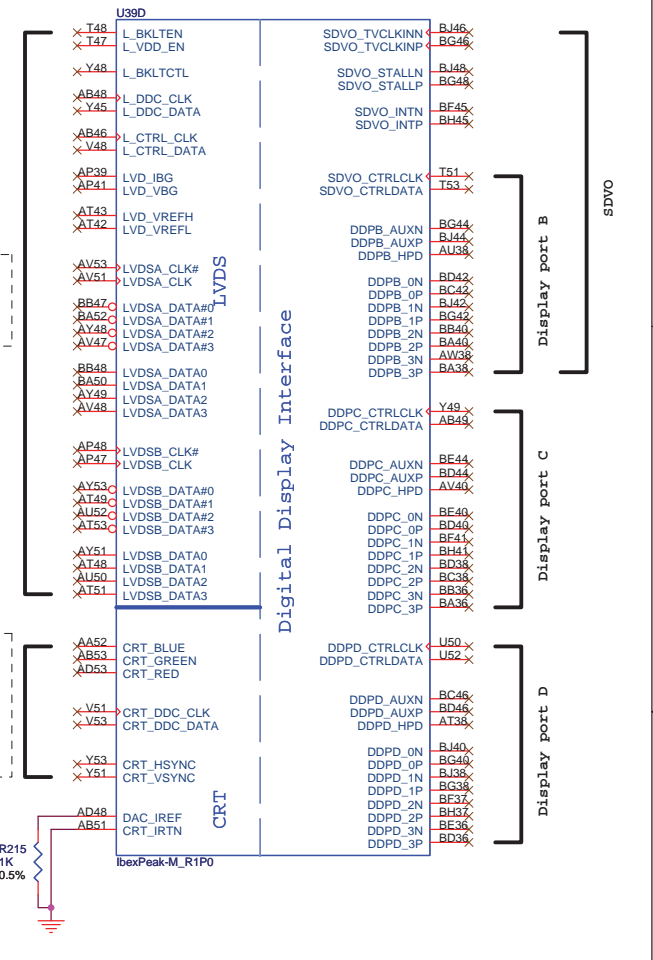 U39D
T48 L_BKLTEN
T47 L_VDD_EN
Y48 L_BKLTCTL
AB48 L_DDC_CLK
Y45 L_DDC_DATA
AB46 L_CTRL_CLK
V48 L_CTRL_DATA
AP39 LVD_IBG
AP41 LVD_VBG
AT43 LVD_VREFH
AT42 LVD_VREFL
AV53 LVDSA_CLK#
AV51 LVDSA_CLK
BB47 LVDSA_DATA#0
BA52 LVDSA_DATA#1
AY48 LVDSA_DATA#2
AV47 LVDSA_DATA#3
BB48 LVDSA_DATA0
BA50 LVDSA_DATA1
AY49 LVDSA_DATA2
AV48 LVDSA_DATA3
AP48 LVDSB_CLK#
AP47 LVDSB_CLK
AY53 LVDSB_DATA#0
AT49 LVDSB_DATA#1
AU52 LVDSB_DATA#2
AT53 LVDSB_DATA#3
AY51 LVDSB_DATA0
AT48 LVDSB_DATA1
AU50 LVDSB_DATA2
AT51 LVDSB_DATA3
LVDS
AA52 CRT_BLUE
AB53 CRT_GREEN
AD53 CRT_RED
V51 CRT_DDC_CLK
V53 CRT_DDC_DATA
Y53 CRT_HSYNC
Y51 CRT_VSYNC
AD48 DAC_IREF
AB51 CRT_IRTN
CRT
Digital Display Interface
SDVO_TVCLKINN BJ46
SDVO_TVCLKINP BG46
SDVO_STALLN BJ48
SDVO_STALLP BG48
SDVO_INTN BF45
SDVO_INTP BH45
SDVO_CTRLCLK T51
SDVO_CTRLDATA T53
DDPB_AUXN BG44
DDPB_AUXP BJ44
DDPB_HPD AU38
DDPB_0N BD42
DDPB_0P BC42
DDPB_1N BJ42
DDPB_1P BG42
DDPB_2N BB40
DDPB_2P BA40
DDPB_3N AW38
DDPB_3P BA38
Display port B
SDVO
DDPC_CTRLCLK Y49
DDPC_CTRLDATA AB49
DDPC_AUXN BE44
DDPC_AUXP BD44
DDPC_HPD AV40
DDPC_0N BE40
DDPC_0P BD40
DDPC_1N BF41
DDPC_1P BH41
DDPC_2N BD38
DDPC_2P BC38
DDPC_3N BB36
DDPC_3P BA36
Display port C
DDPD_CTRLCLK U50
DDPD_CTRLDATA U52
DDPD_AUXN BC46
DDPD_AUXP BD46
DDPD_HPD AT38
DDPD_0N BJ40
DDPD_0P BG40
DDPD_1N BJ38
DDPD_1P BG38
DDPD_2N BF37
DDPD_2P BH37
DDPD_3N BE36
DDPD_3P BD36
Display port D
R215
1K
0.5%
IbexPeak-M_R1P0